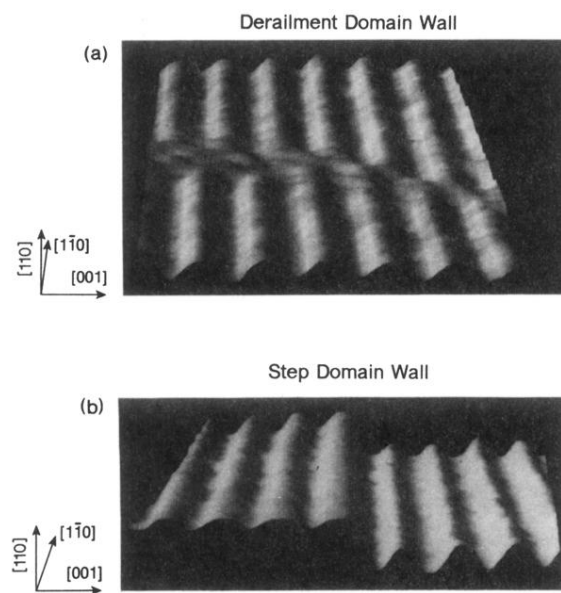 Derailment Domain Wall
(a)
[110]
[11̄0]
[001]
Step Domain Wall
(b)
[110]
[11̄0]
[001]